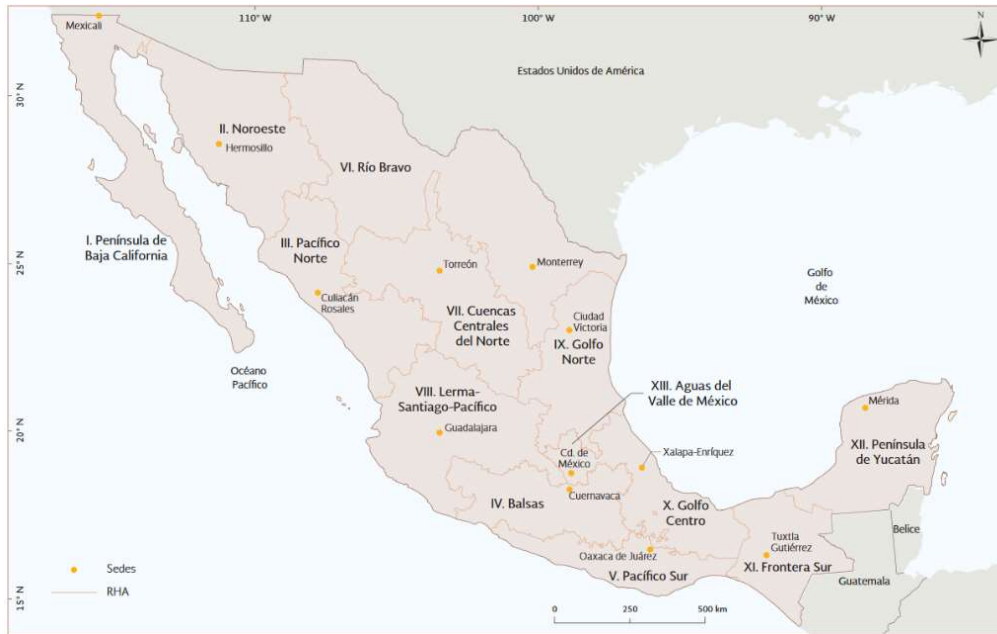 110° W
100° W
90° W
N
Mexicali
Estados Unidos de América
30° N
II. Noroeste
Hermosillo
VI. Río Bravo
I. Península de
Baja California
III. Pacífico
Norte
Torreón
Monterrey
25° N
Golfo
de
México
Culiacán
Rosales
VII. Cuencas
Centrales
del Norte
Ciudad
Victoria
IX. Golfo
Norte
Océano
Pacífico
VIII. Lerma-
Santiago-Pacífico
XIII. Aguas del
Valle de México
Guadalajara
Mérida
20° N
XII. Península
de Yucatán
Cd. de
México
Xalapa-Enríquez
Cuernavaca
IV. Balsas
X. Golfo
Centro
Belice
Tuxtla
Gutiérrez
Oaxaca de Juárez
XI. Frontera Sur
V. Pacífico Sur
Guatemala
Sedes
RHA
15° N
0
250
500 km